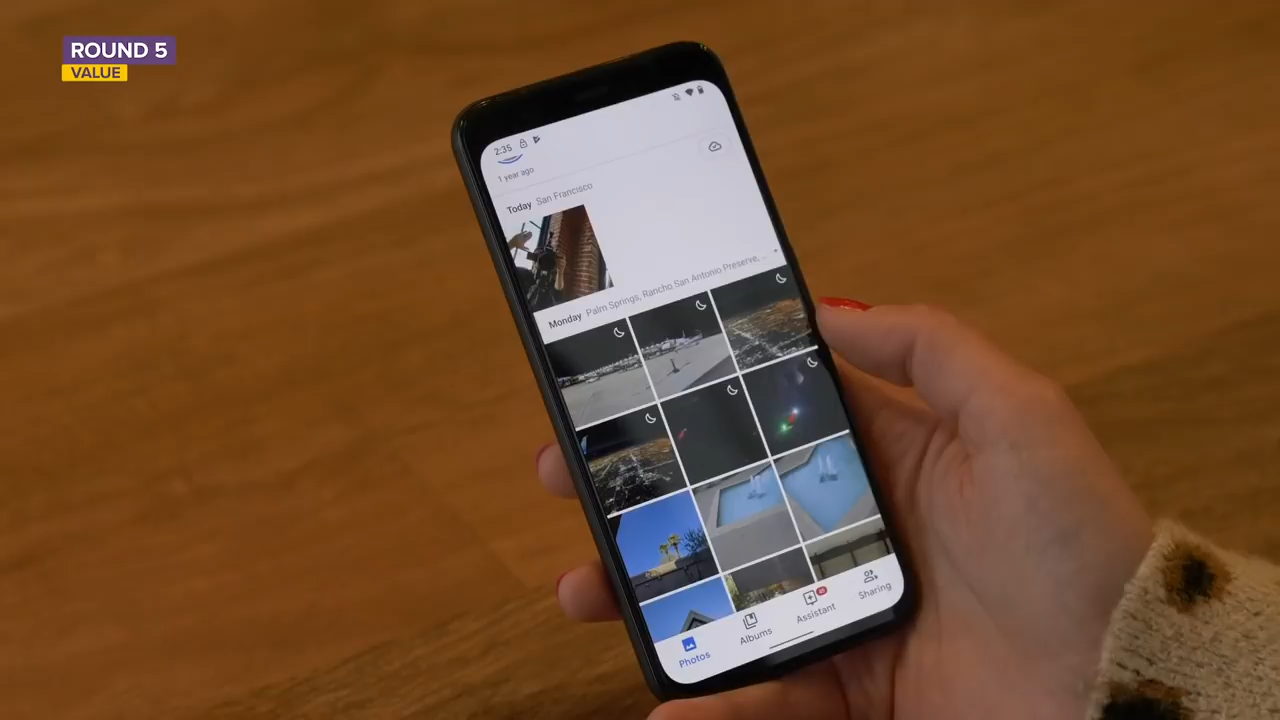 ROUND 5
VALUE
2:35
1 year ago
Today San Francisco
Monday Palm Springs, Rancho San Antonio Preserve, ...
Photos
Albums
Assistant
Sharing